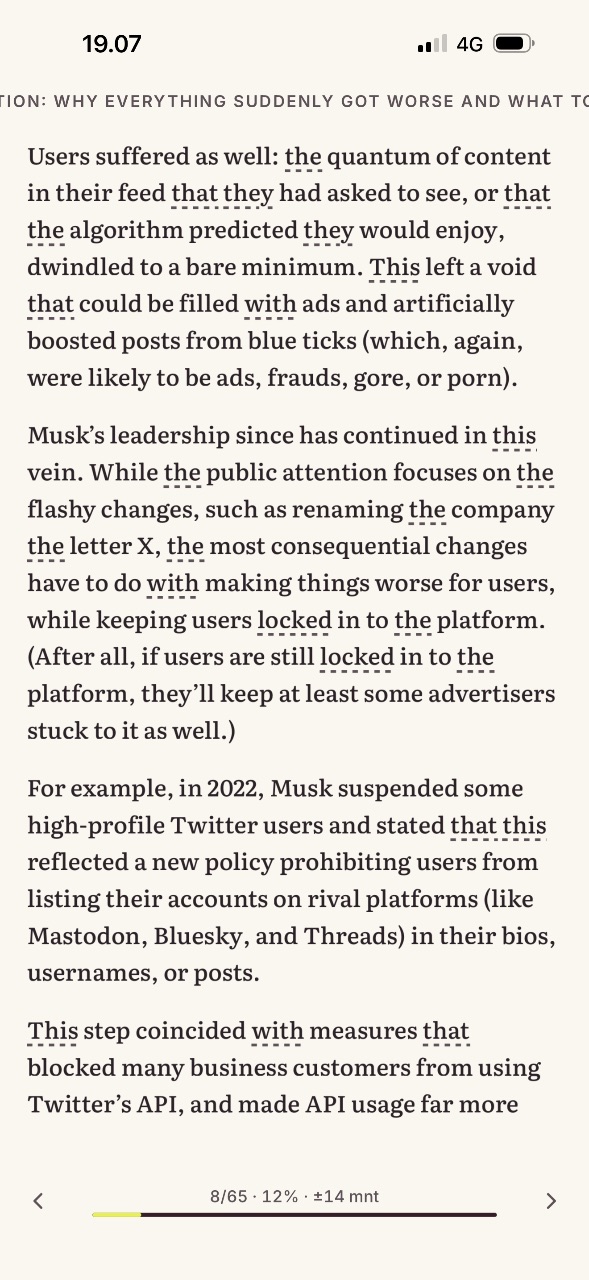 19.07
4G
TION: WHY EVERYTHING SUDDENLY GOT WORSE AND WHAT TO
Users suffered as well: the quantum of content
in their feed that they had asked to see, or that
the algorithm predicted they would enjoy,
dwindled to a bare minimum. This left a void
that could be filled with ads and artificially
boosted posts from blue ticks (which, again,
were likely to be ads, frauds, gore, or porn).
Musk’s leadership since has continued in this
vein. While the public attention focuses on the
flashy changes, such as renaming the company
the letter X, the most consequential changes
have to do with making things worse for users,
while keeping users locked in to the platform.
(After all, if users are still locked in to the
platform, they’ll keep at least some advertisers
stuck to it as well.)
For example, in 2022, Musk suspended some
high-profile Twitter users and stated that this
reflected a new policy prohibiting users from
listing their accounts on rival platforms (like
Mastodon, Bluesky, and Threads) in their bios,
usernames, or posts.
This step coincided with measures that
blocked many business customers from using
Twitter’s API, and made API usage far more
8/65 · 12% · ±14 mnt